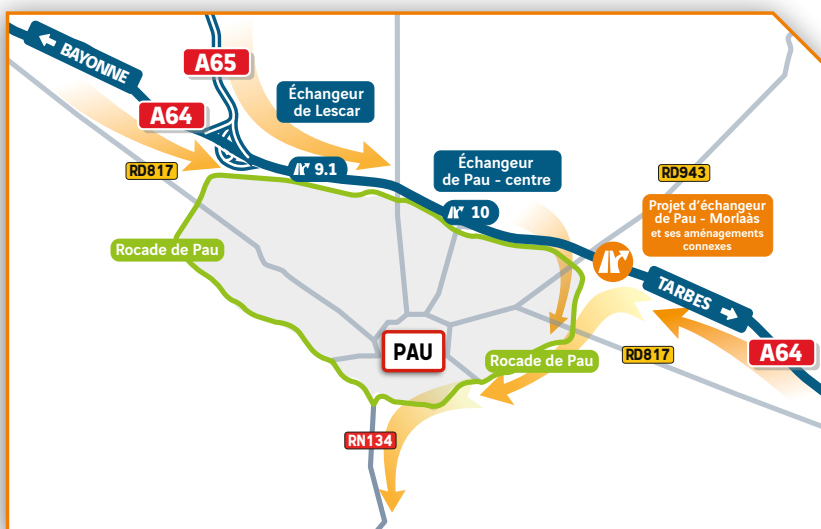 BAYONNE
A65
A64
Échangeur
de Lescar
RD817
9.1
Échangeur
de Pau - centre
10
RD943
Projet d'échangeur
de Pau - Morlaàs
et ses aménagements
connexes
Rocade de Pau
TARBES
PAU
Rocade de Pau
RD817
A64
RN134